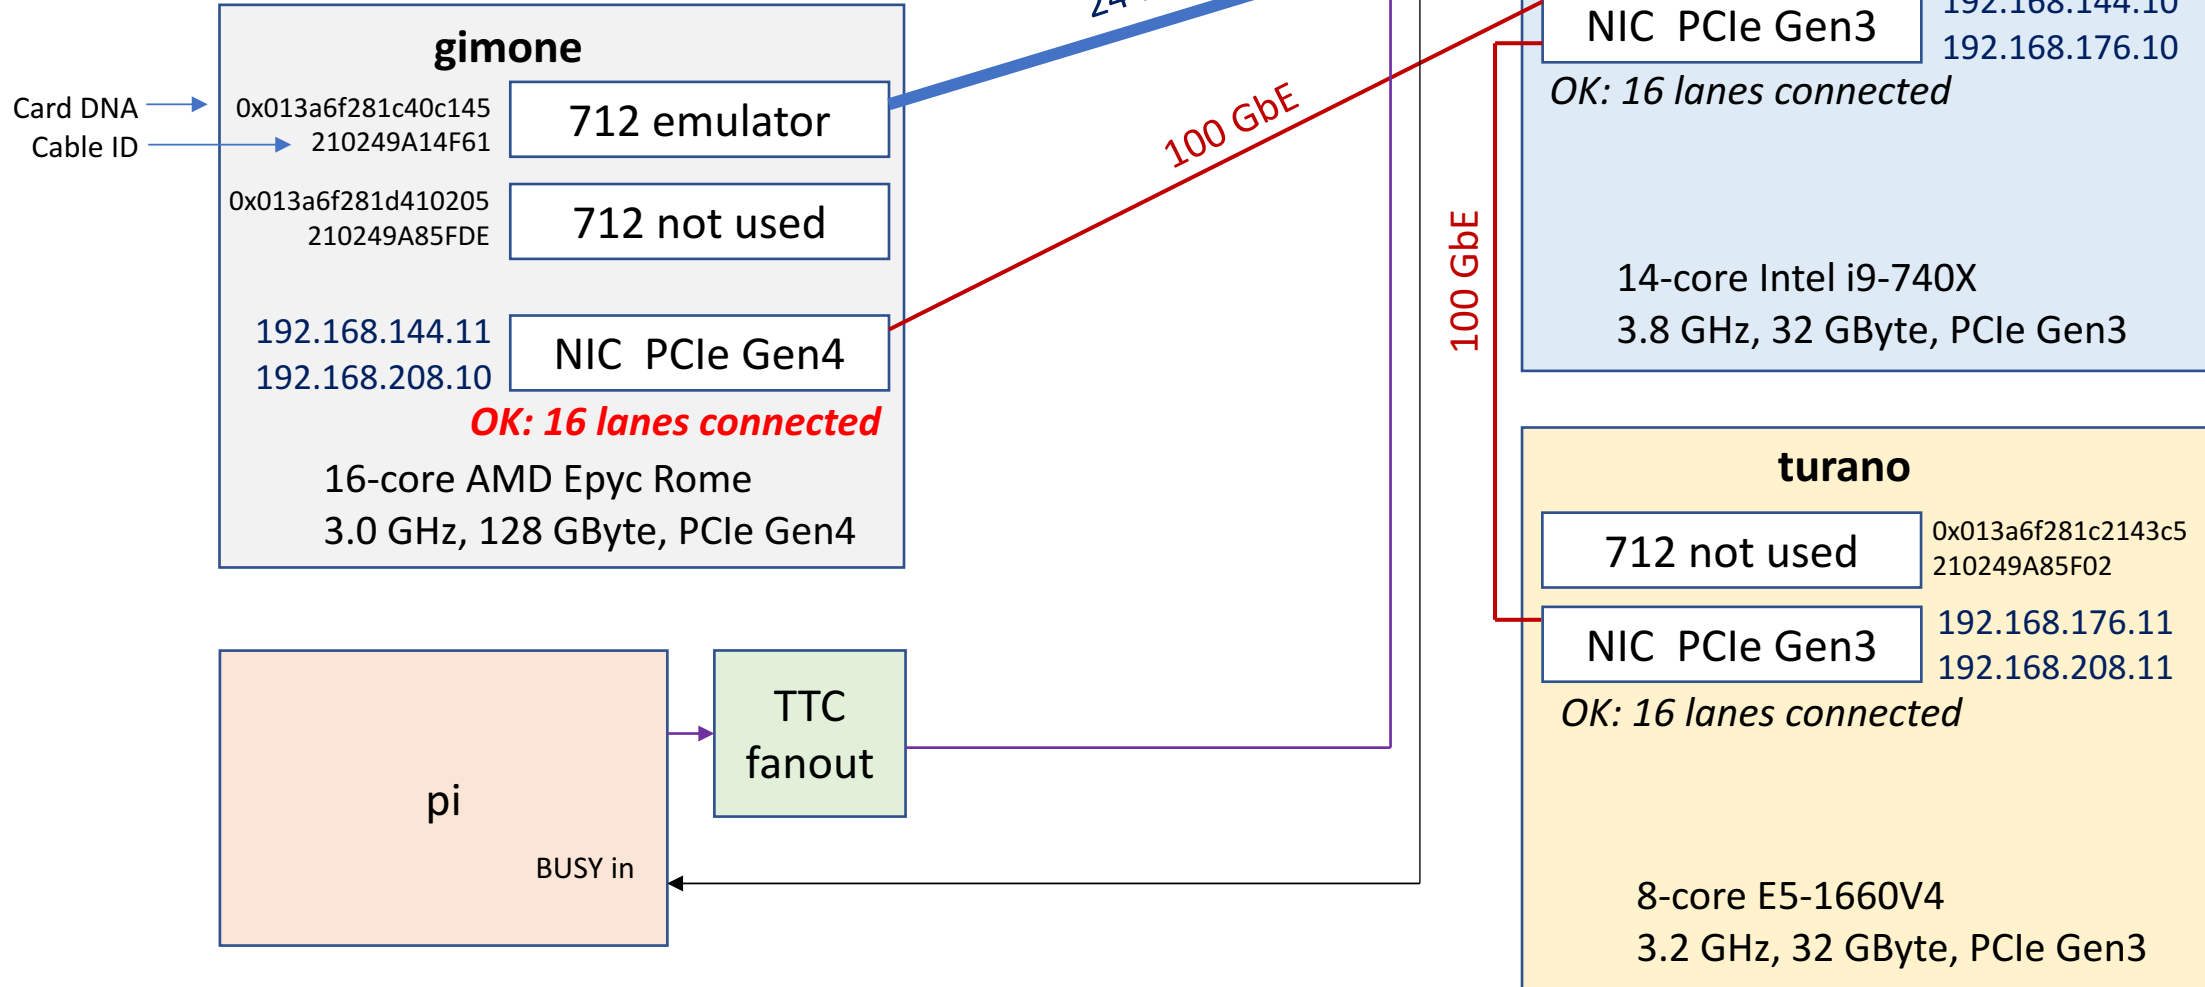 gimone
Card DNA
Cable ID
0x013a6f281c40c145
210249A14F61
712 emulator
0x013a6f281d410205
210249A85FDE
712 not used
192.168.144.11
192.168.208.10
NIC PCIe Gen4
OK: 16 lanes connected
16-core AMD Epyc Rome
3.0 GHz, 128 GByte, PCIe Gen4
24
100 GbE
100 GbE
NIC PCIe Gen3
192.168.144.10
192.168.176.10
OK: 16 lanes connected
14-core Intel i9-740X
3.8 GHz, 32 GByte, PCIe Gen3
turano
712 not used
0x013a6f281c2143c5
210249A85F02
NIC PCIe Gen3
192.168.176.11
192.168.208.11
OK: 16 lanes connected
8-core E5-1660V4
3.2 GHz, 32 GByte, PCIe Gen3
pi
BUSY in
TTC
fanout